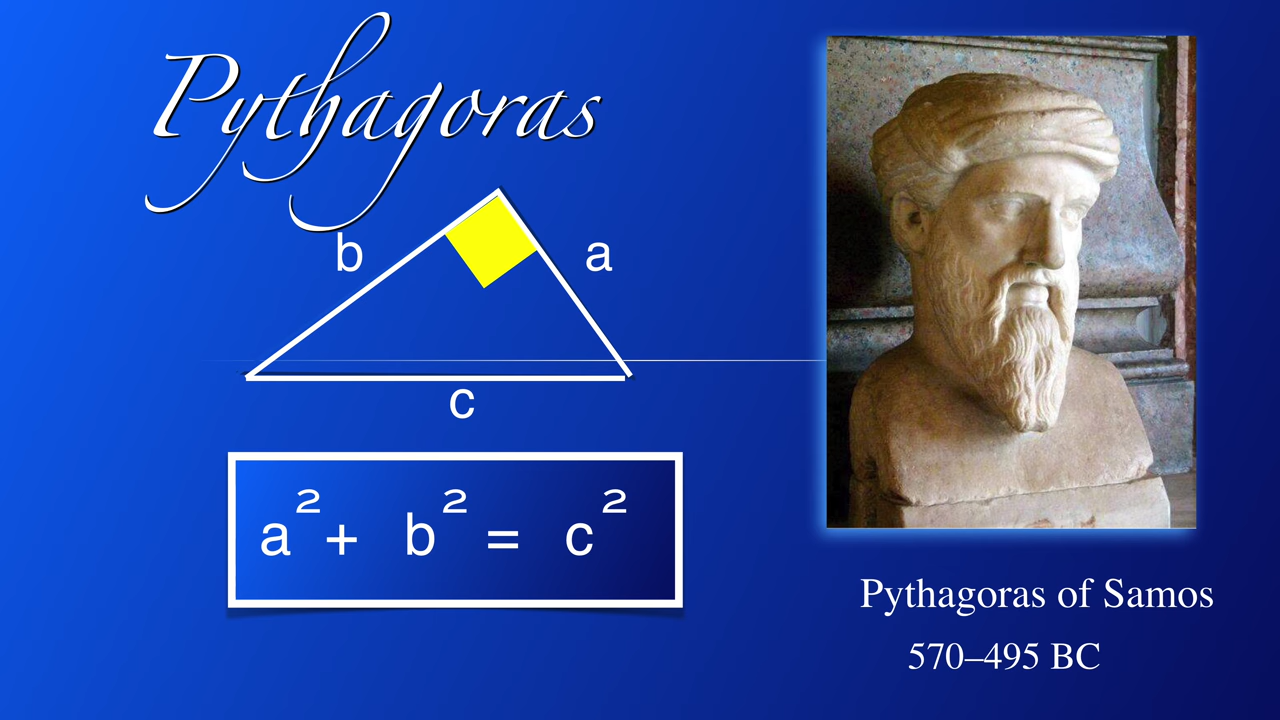 Pythagoras
b
a
c
a² + b² = c²
Pythagoras of Samos
570–495 BC